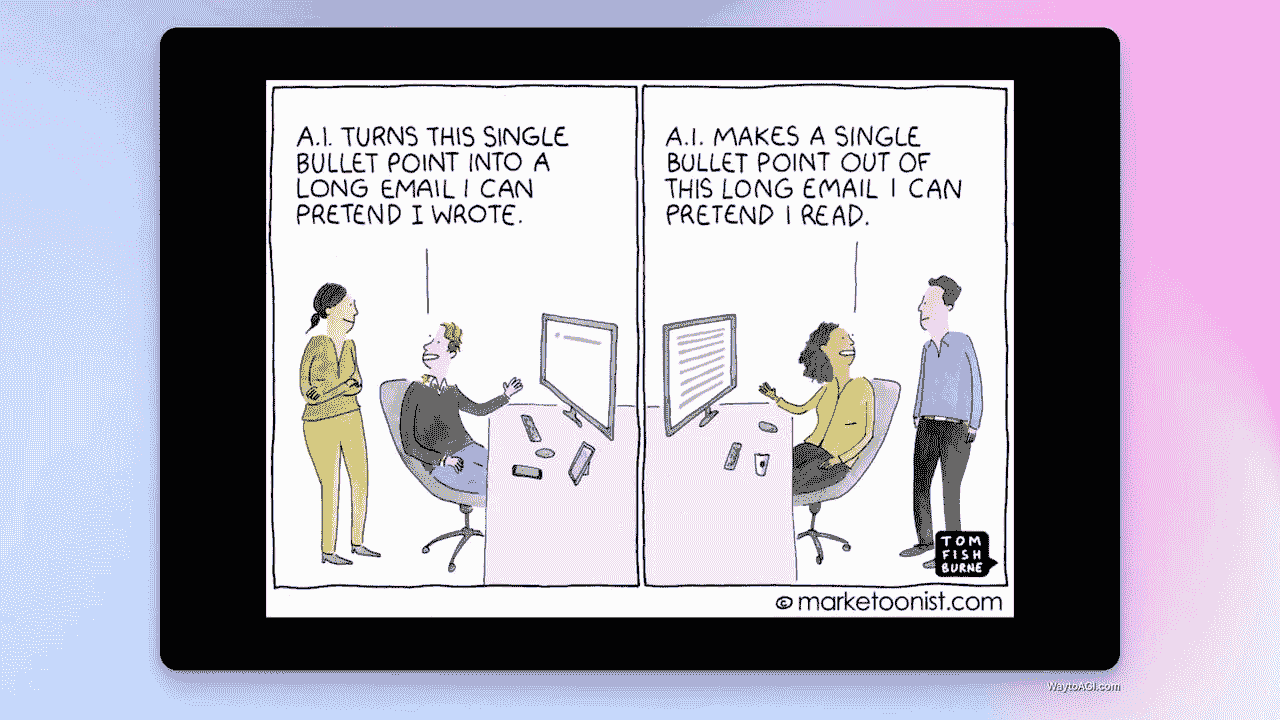 A.I. TURNS THIS SINGLE
BULLET POINT INTO A
LONG EMAIL I CAN
PRETEND I WROTE.
A.I. MAKES A SINGLE
BULLET POINT OUT OF
THIS LONG EMAIL I CAN
PRETEND I READ.
TOM
FISH
BURNE
© marketoonist.com
WaytoAGI.com